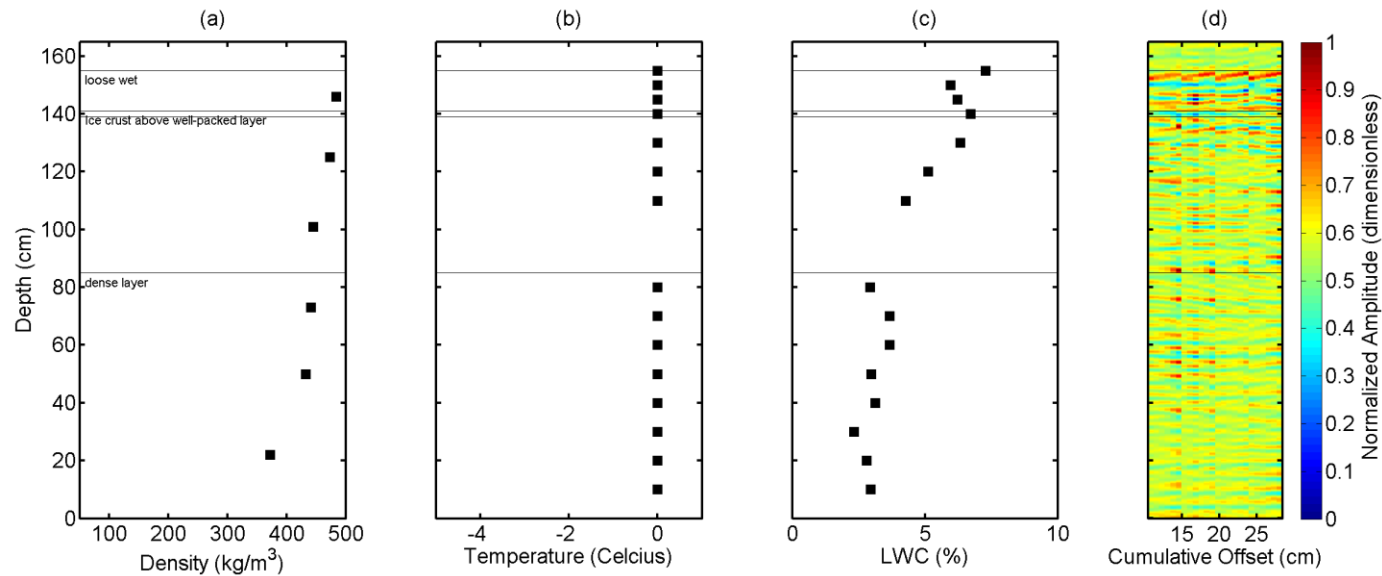 (a)
(b)
(c)
(d)
160
140
120
100
80
60
40
20
0
Depth (cm)
loose wet
Ice crust above well-packed layer
dense layer
100 200 300 400 500
Density (kg/m³)
-4 -2 0
Temperature (Celcius)
0 5 10
LWC (%)
15 20 25
Cumulative Offset (cm)
1
0.9
0.8
0.7
0.6
0.5
0.4
0.3
0.2
0.1
0
Normalized Amplitude (dimensionless)